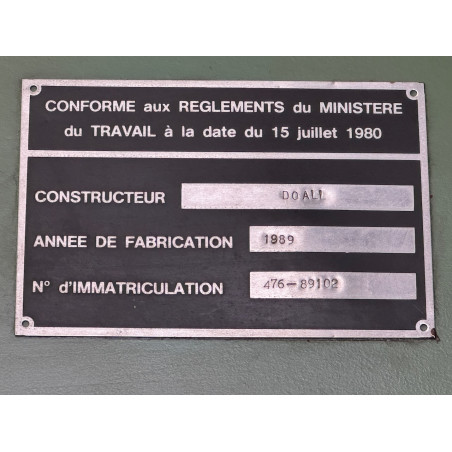 CONFORME aux REGLEMENTS du MINISTERE
du TRAVAIL à la date du 15 juillet 1980
CONSTRUCTEUR DOALL
ANNEE DE FABRICATION 1989
N° d'IMMATRICULATION 476-89102